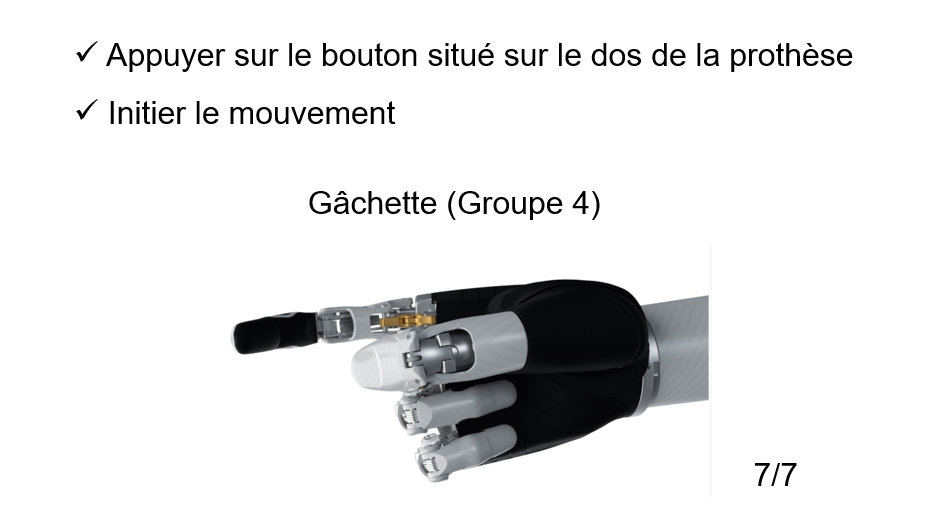 ✓ Appuyer sur le bouton situé sur le dos de la prothèse
✓ Initier le mouvement
Gâchette (Groupe 4)
7/7